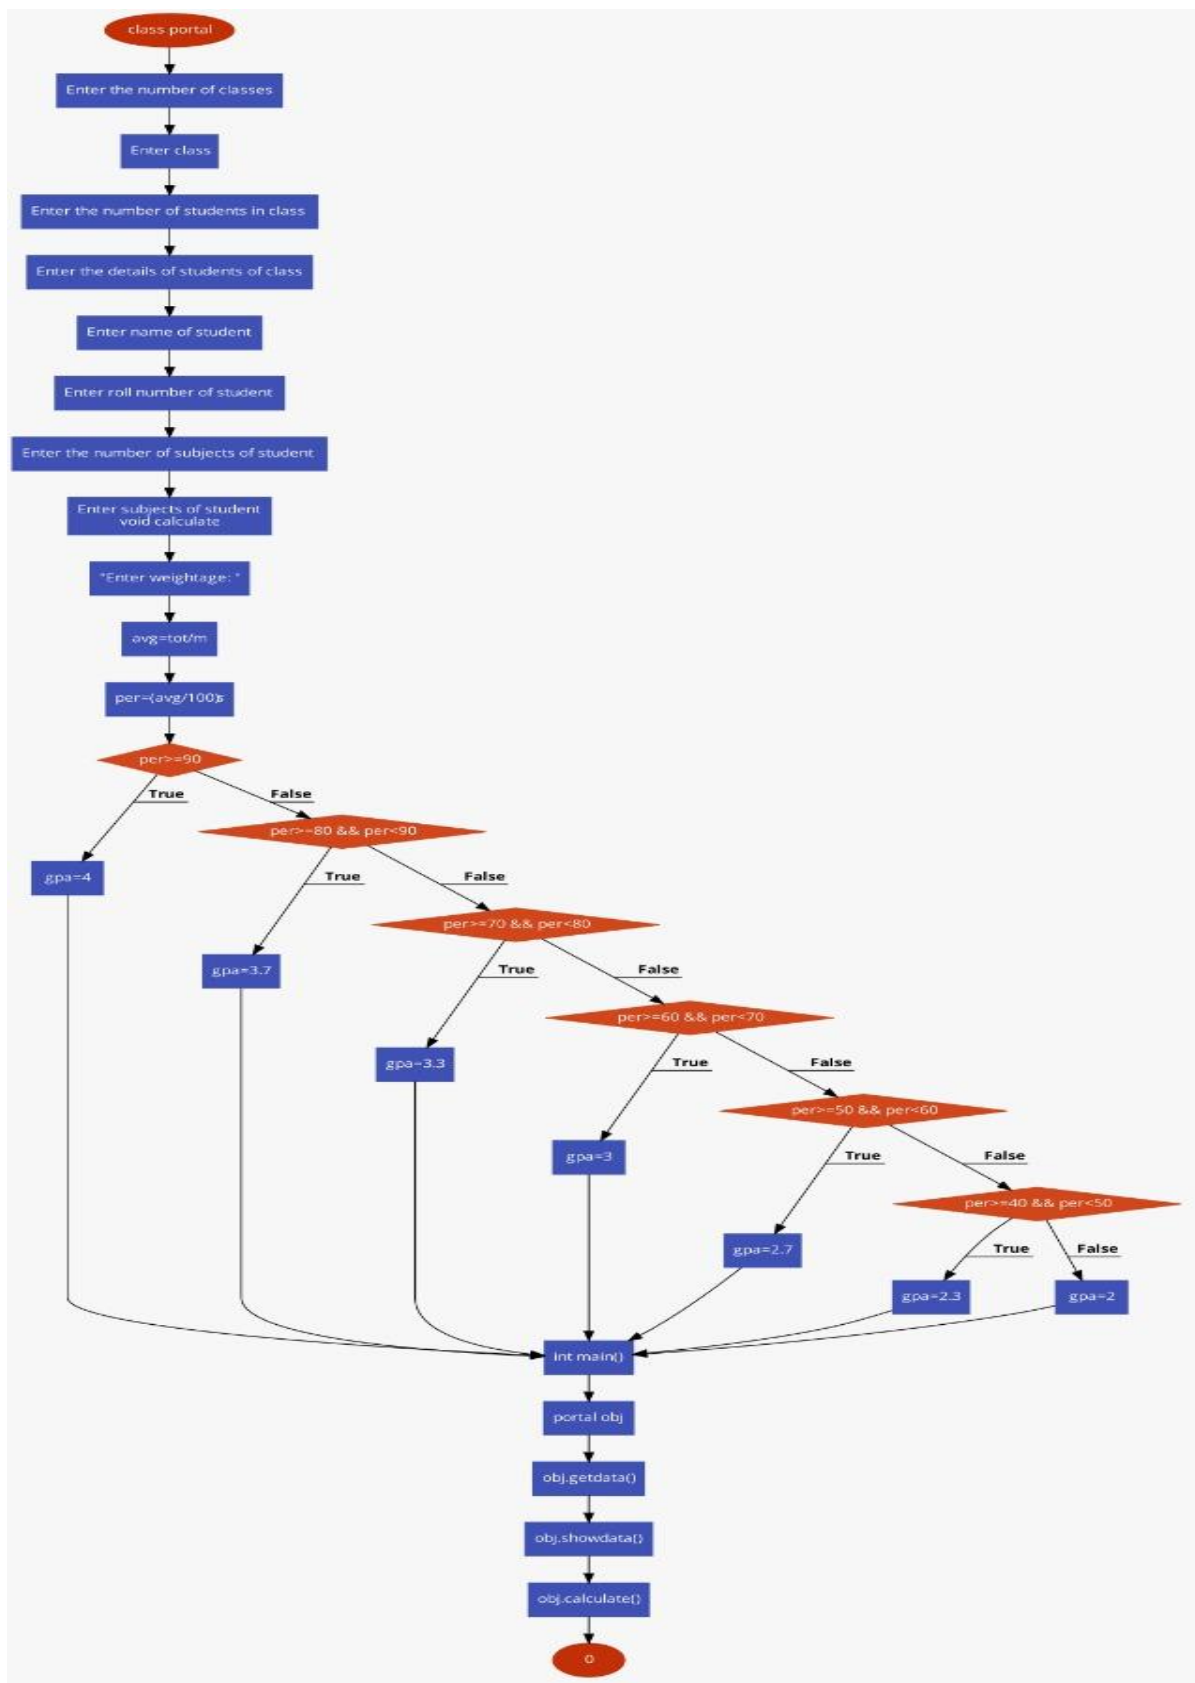 class portal
Enter the number of classes
Enter class
Enter the number of students in class
Enter the details of students of class
Enter name of student
Enter roll number of student
Enter the number of subjects of student
Enter subjects of student
void calculate
"Enter weightage: "
avg=tot/m
per=(avg/100)s
per>=90
True
False
per>=80 && per<90
gpa=4
True
False
per>=70 && per<80
gpa=3.7
True
False
per>=60 && per<70
gpa=3.3
True
False
per>=50 && per<60
gpa=3
True
False
per>=40 && per<50
gpa=2.7
True
False
gpa=2.3
gpa=2
int main()
portal obj
obj.getdata()
obj.showdata()
obj.calculate()
0